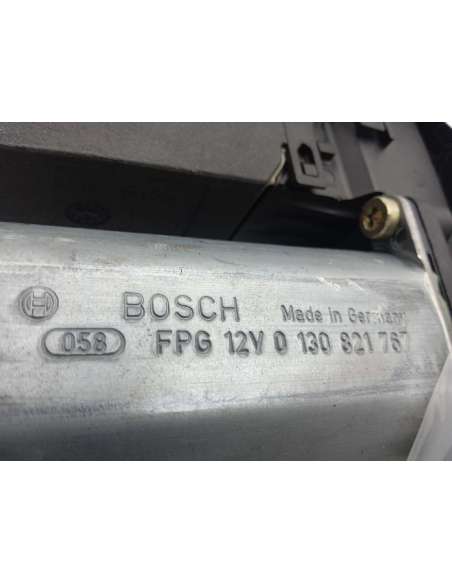 BOSCH Made in Germany
058 FPG 12V 0 130 821 767